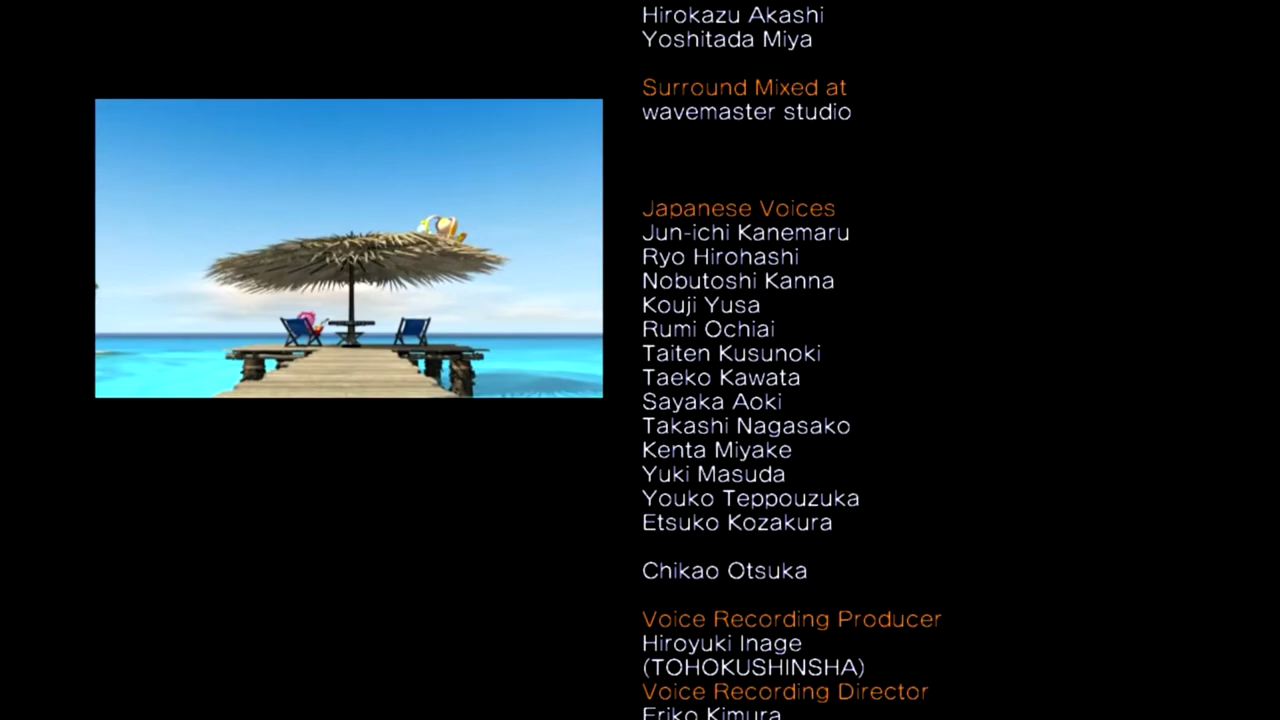 Hirokazu Akashi
Yoshitada Miya
Surround Mixed at
wavemaster studio
Japanese Voices
Jun-ichi Kanemaru
Ryo Hirohashi
Nobutoshi Kanna
Kouji Yusa
Rumi Ochiai
Taiten Kusunoki
Taeko Kawata
Sayaka Aoki
Takashi Nagasako
Kenta Miyake
Yuki Masuda
Youko Teppouzuka
Etsuko Kozakura
Chikao Otsuka
Voice Recording Producer
Hiroyuki Inage
(TOHOKUSHINSHA)
Voice Recording Director
Eriko Kimura